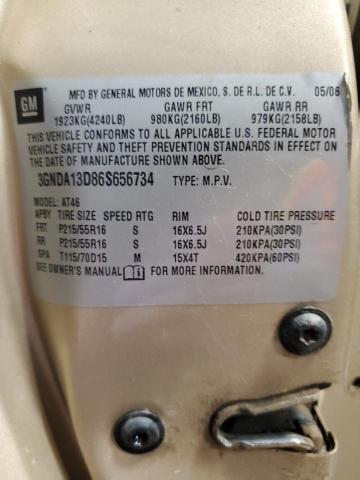 GM
MFD BY GENERAL MOTORS DE MEXICO, S. DE R.L. DE C.V. 05/06
GVWR GAWR FRT GAWR RR
1923KG(4240LB) 980KG(2160LB) 979KG(2158LB)
THIS VEHICLE CONFORMS TO ALL APPLICABLE U.S. FEDERAL MOTOR
VEHICLE SAFETY AND THEFT PREVENTION STANDARDS IN EFFECT ON
THE DATE OF MANUFACTURE SHOWN ABOVE.
3GNDA13D86S656734 TYPE: M.P.V.
MODEL: AT46
APBY TIRE SIZE SPEED RTG RIM COLD TIRE PRESSURE
FRT P215/55R16 S 16X6.5J 210KPA(30PSI)
RR P215/55R16 S 16X6.5J 210KPA(30PSI)
SPA T115/70D15 M 15X4T 420KPA(60PSI)
SEE OWNER'S MANUAL FOR MORE INFORMATION.